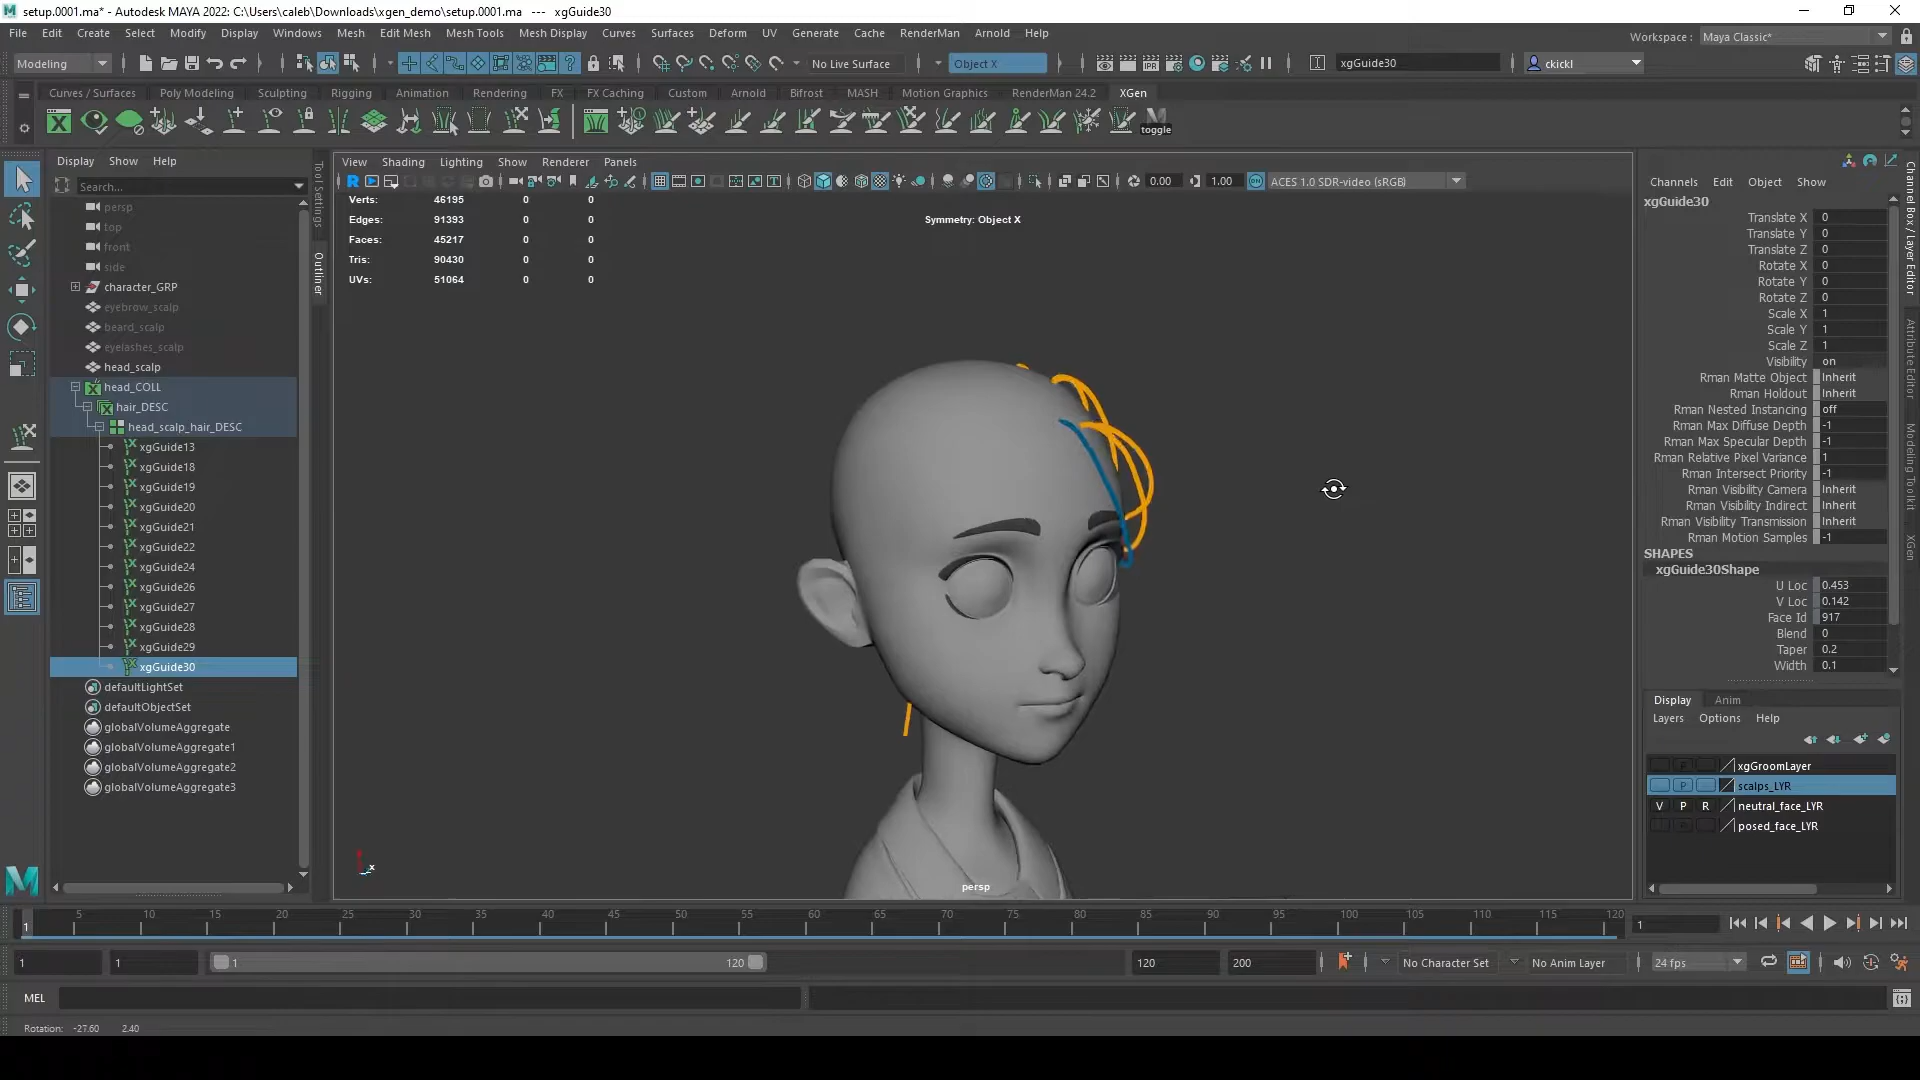 setup.0001.ma* - Autodesk MAYA 2022: C:\Users\caleb\Downloads\xgen_demo\setup.0001.ma --- xgGuide30
File Edit Create Select Modify Display Windows Mesh Edit Mesh Mesh Tools Mesh Display Curves Surfaces Deform UV Generate Cache RenderMan Arnold Help
Workspace : Maya Classic*
Modeling No Live Surface Object X xgGuide30 ckickl
Curves / Surfaces Poly Modeling Sculpting Rigging Animation Rendering FX FX Caching Custom Arnold Bifrost MASH Motion Graphics RenderMan 24.2 XGen
toggle
Display Show Help
Search...
persp
top
front
side
character_GRP
eyebrow_scalp
beard_scalp
eyelashes_scalp
head_scalp
head_COLL
hair_DESC
head_scalp_hair_DESC
xgGuide13
xgGuide18
xgGuide19
xgGuide20
xgGuide21
xgGuide22
xgGuide24
xgGuide26
xgGuide27
xgGuide28
xgGuide29
xgGuide30
defaultLightSet
defaultObjectSet
globalVolumeAggregate
globalVolumeAggregate1
globalVolumeAggregate2
globalVolumeAggregate3
Tool Settings
Outliner
View Shading Lighting Show Renderer Panels
0.00 1.00 ACES 1.0 SDR-video (sRGB)
Verts: 46195 0 0
Edges: 91393 0 0
Faces: 45217 0 0
Tris: 90430 0 0
UVs: 51064 0 0
Symmetry: Object X
x
persp
Channels Edit Object Show
xgGuide30
Translate X 0
Translate Y 0
Translate Z 0
Rotate X 0
Rotate Y 0
Rotate Z 0
Scale X 1
Scale Y 1
Scale Z 1
Visibility on
Rman Matte Object Inherit
Rman Holdout Inherit
Rman Nested Instancing off
Rman Max Diffuse Depth -1
Rman Max Specular Depth -1
Rman Relative Pixel Variance 1
Rman Intersect Priority -1
Rman Visibility Camera Inherit
Rman Visibility Indirect Inherit
Rman Visibility Transmission Inherit
Rman Motion Samples -1
SHAPES
xgGuide30Shape
U Loc 0.453
V Loc 0.142
Face Id 917
Blend 0
Taper 0.2
Width 0.1
Channel Box / Layer Editor
Attribute Editor
Modeling Toolkit
XGen
Display Anim
Layers Options Help
P xgGroomLayer
P scalps_LYR
V P R neutral_face_LYR
posed_face_LYR
1 5 10 15 20 25 30 35 40 45 50 55 60 65 70 75 80 85 90 95 100 105 110 115 120
1
1 1 1 120 120 200 No Character Set No Anim Layer 24 fps
MEL
Rotation: -27.60 2.40